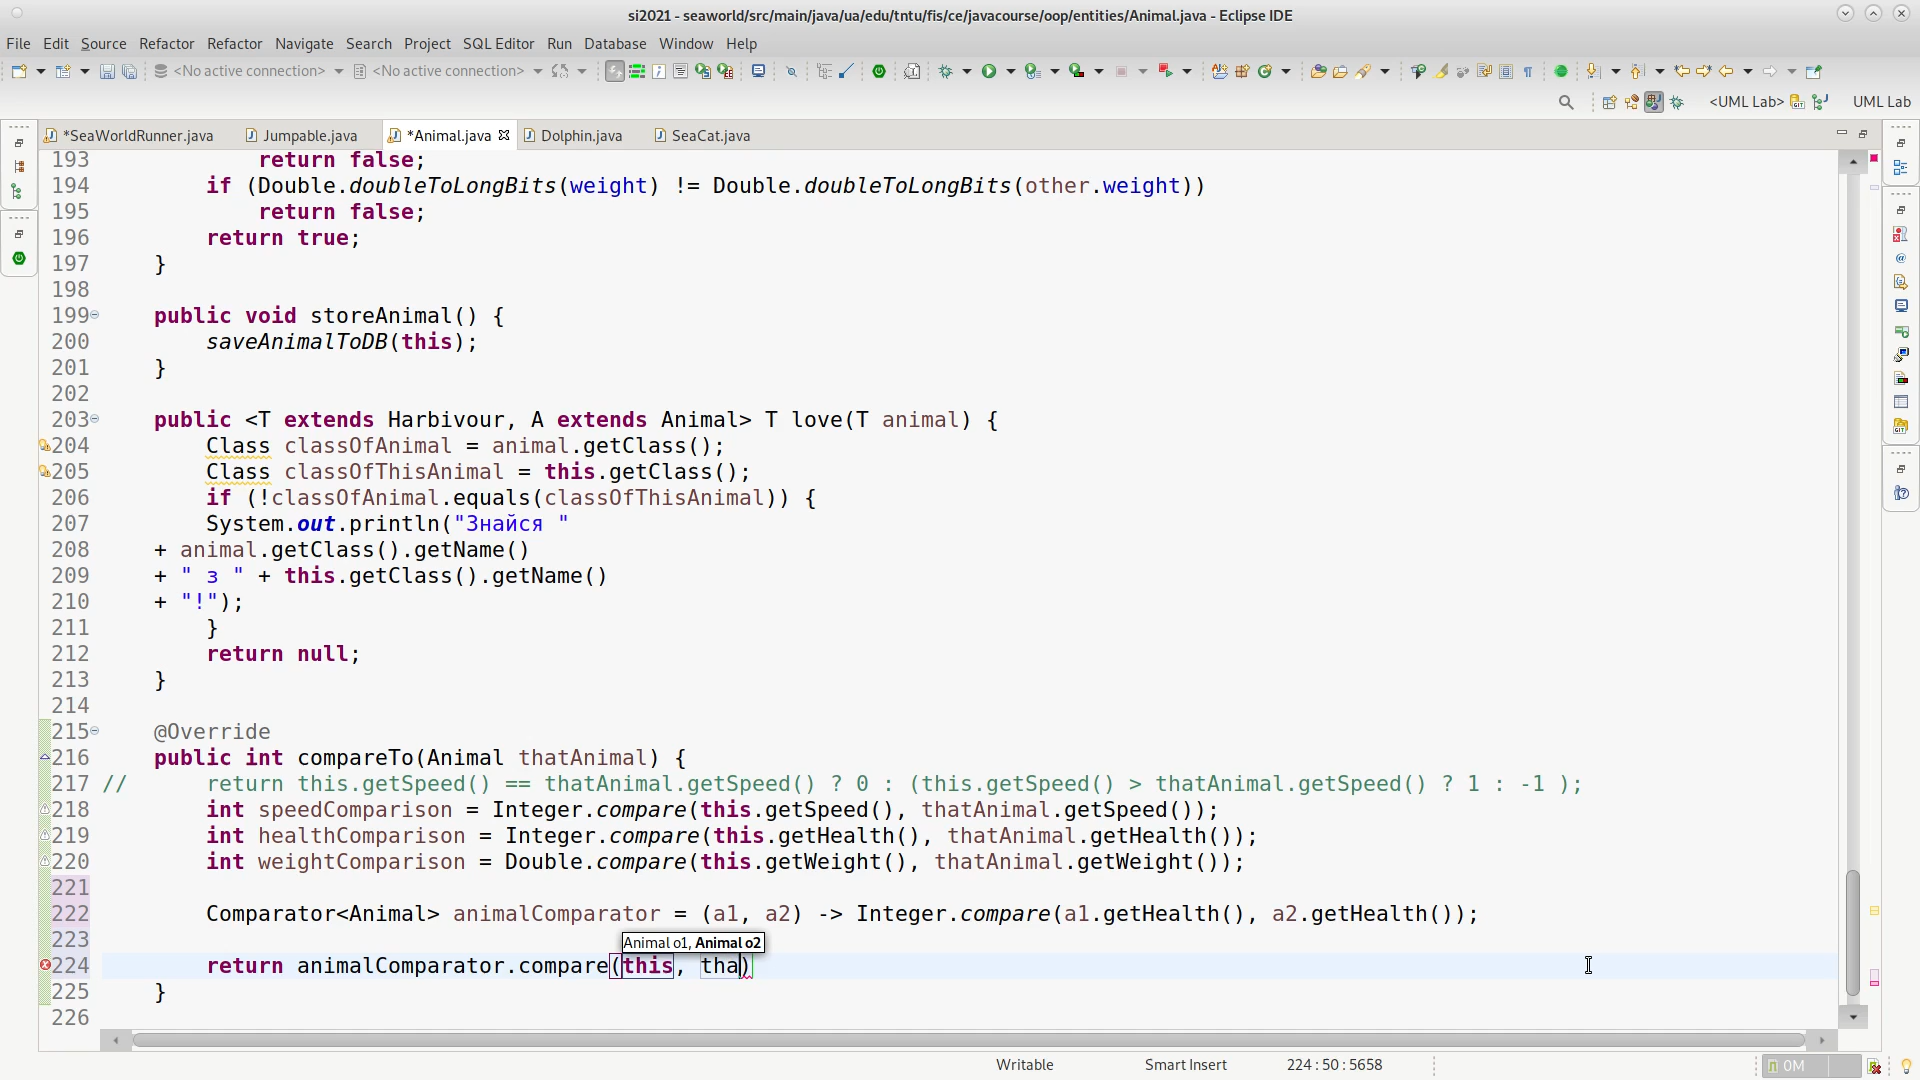 si2021 - seaworld/src/main/java/ua/edu/tntu/fis/ce/javacourse/oop/entities/Animal.java - Eclipse IDE
File Edit Source Refactor Refactor Navigate Search Project SQL Editor Run Database Window Help
<No active connection> <No active connection>
<UML Lab> UML Lab
*SeaWorldRunner.java Jumpable.java *Animal.java Dolphin.java SeaCat.java
193 return false;
194 if (Double.doubleToLongBits(weight) != Double.doubleToLongBits(other.weight))
195 return false;
196 return true;
197 }
198
199 public void storeAnimal() {
200 saveAnimalToDB(this);
201 }
202
203 public <T extends Harbivour, A extends Animal> T love(T animal) {
204 Class classOfAnimal = animal.getClass();
205 Class classOfThisAnimal = this.getClass();
206 if (!classOfAnimal.equals(classOfThisAnimal)) {
207 System.out.println("Знайся "
208 + animal.getClass().getName()
209 + " з " + this.getClass().getName()
210 + "!");
211 }
212 return null;
213 }
214
215 @Override
216 public int compareTo(Animal thatAnimal) {
217 // return this.getSpeed() == thatAnimal.getSpeed() ? 0 : (this.getSpeed() > thatAnimal.getSpeed() ? 1 : -1 );
218 int speedComparison = Integer.compare(this.getSpeed(), thatAnimal.getSpeed());
219 int healthComparison = Integer.compare(this.getHealth(), thatAnimal.getHealth());
220 int weightComparison = Double.compare(this.getWeight(), thatAnimal.getWeight());
221
222 Comparator<Animal> animalComparator = (a1, a2) -> Integer.compare(a1.getHealth(), a2.getHealth());
223
Animal o1, Animal o2
224 return animalComparator.compare(this, tha)
225 }
226
Writable Smart Insert 224 : 50 : 5658 0M